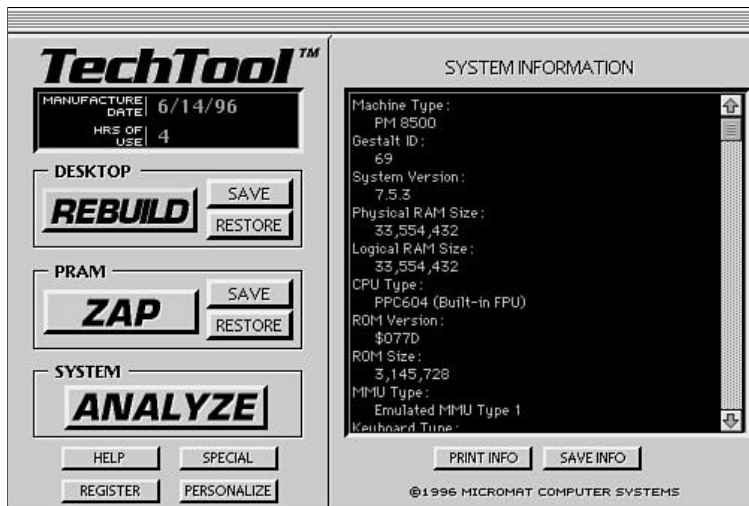 TechTool™
MANUFACTURE DATE 6/14/96
HRS OF USE 4
DESKTOP
REBUILD
SAVE
RESTORE
PRAM
ZAP
SAVE
RESTORE
SYSTEM
ANALYZE
HELP
SPECIAL
REGISTER
PERSONALIZE
SYSTEM INFORMATION
Machine Type:
PM 8500
Gestalt ID:
69
System Version:
7.5.3
Physical RAM Size:
33,554,432
Logical RAM Size:
33,554,432
CPU Type:
PPC604 (Built-in FPU)
ROM Version:
$077D
ROM Size:
3,145,728
MMU Type:
Emulated MMU Type 1
Keyboard Type:
PRINT INFO
SAVE INFO
©1996 MICROMAT COMPUTER SYSTEMS